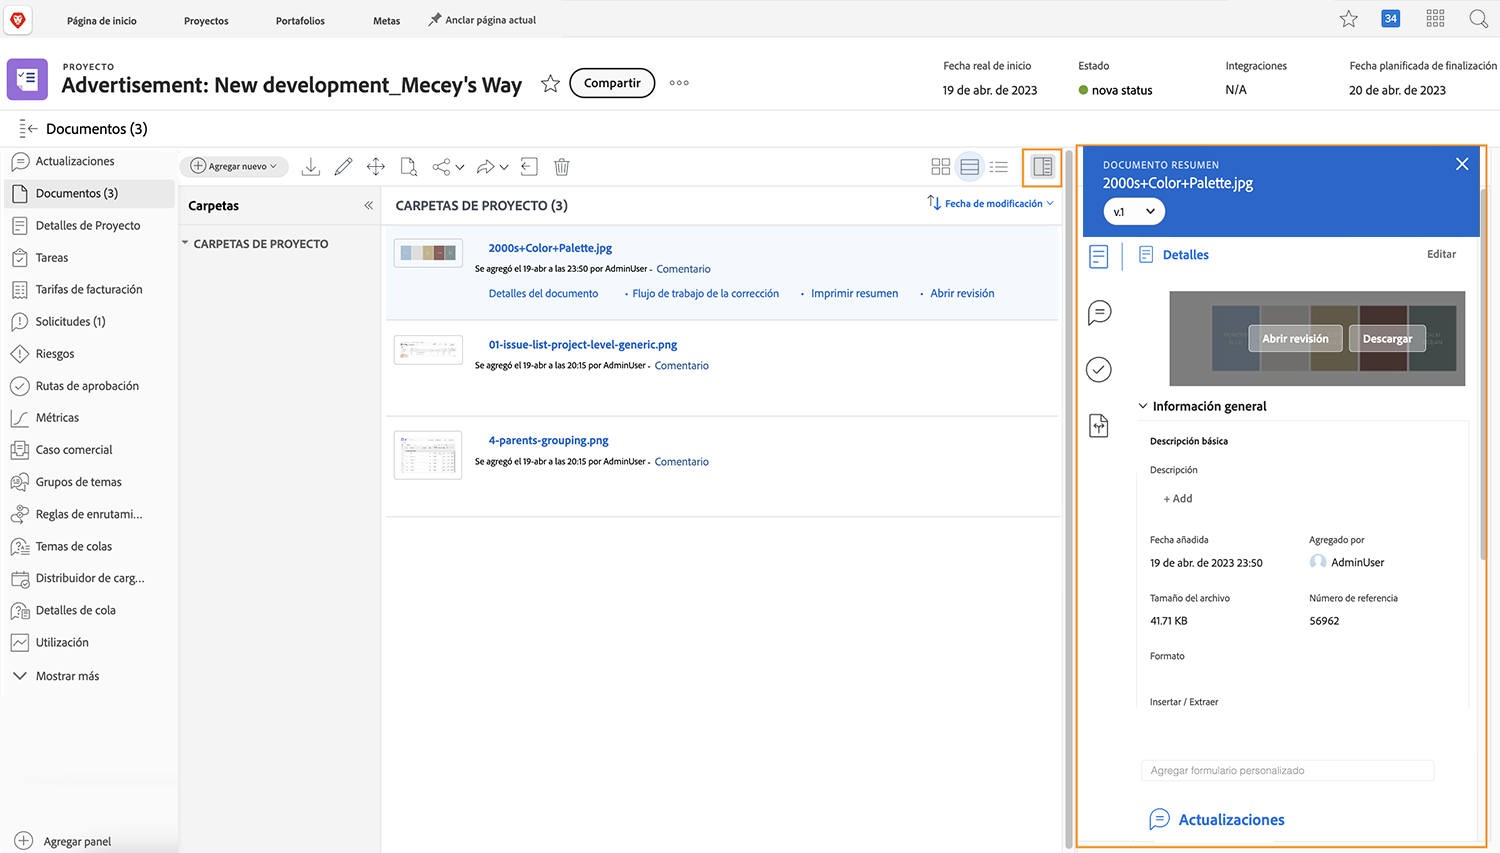 Página de inicio
Proyectos
Portafolios
Metas
Anclar página actual
34
PROYECTO
Advertisement: New development_Mecey's Way
Compartir
Fecha real de inicio
19 de abr. de 2023
Estado
nova status
Integraciones
N/A
Fecha planificada de finalización
20 de abr. de 2023
Documentos (3)
Actualizaciones
Documentos (3)
Detalles de Proyecto
Tareas
Tarifas de facturación
Solicitudes (1)
Riesgos
Rutas de aprobación
Métricas
Caso comercial
Grupos de temas
Reglas de enrutami...
Temas de colas
Distribuidor de carg...
Detalles de cola
Utilización
Mostrar más
Agregar panel
Agregar nuevo
Carpetas
CARPETAS DE PROYECTO
CARPETAS DE PROYECTO (3)
Fecha de modificación
2000s+Color+Palette.jpg
Se agregó el 19-abr a las 23:50 por AdminUser - Comentario
Detalles del documento • Flujo de trabajo de la corrección • Imprimir resumen • Abrir revisión
01-issue-list-project-level-generic.png
Se agregó el 19-abr a las 20:15 por AdminUser - Comentario
4-parents-grouping.png
Se agregó el 19-abr a las 20:15 por AdminUser - Comentario
DOCUMENTO RESUMEN
2000s+Color+Palette.jpg
v.1
Detalles
Editar
Abrir revisión
Descargar
Información general
Descripción básica
Descripción
+ Add
Fecha añadida
19 de abr. de 2023 23:50
Agregado por
AdminUser
Tamaño del archivo
41.71 KB
Número de referencia
56962
Formato
Insertar / Extraer
Agregar formulario personalizado
Actualizaciones